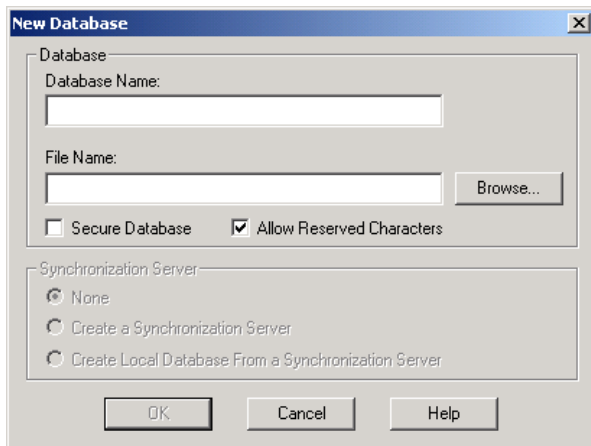 New Database
Database
Database Name:
File Name:
Browse...
Secure Database
Allow Reserved Characters
Synchronization Server
None
Create a Synchronization Server
Create Local Database From a Synchronization Server
OK
Cancel
Help